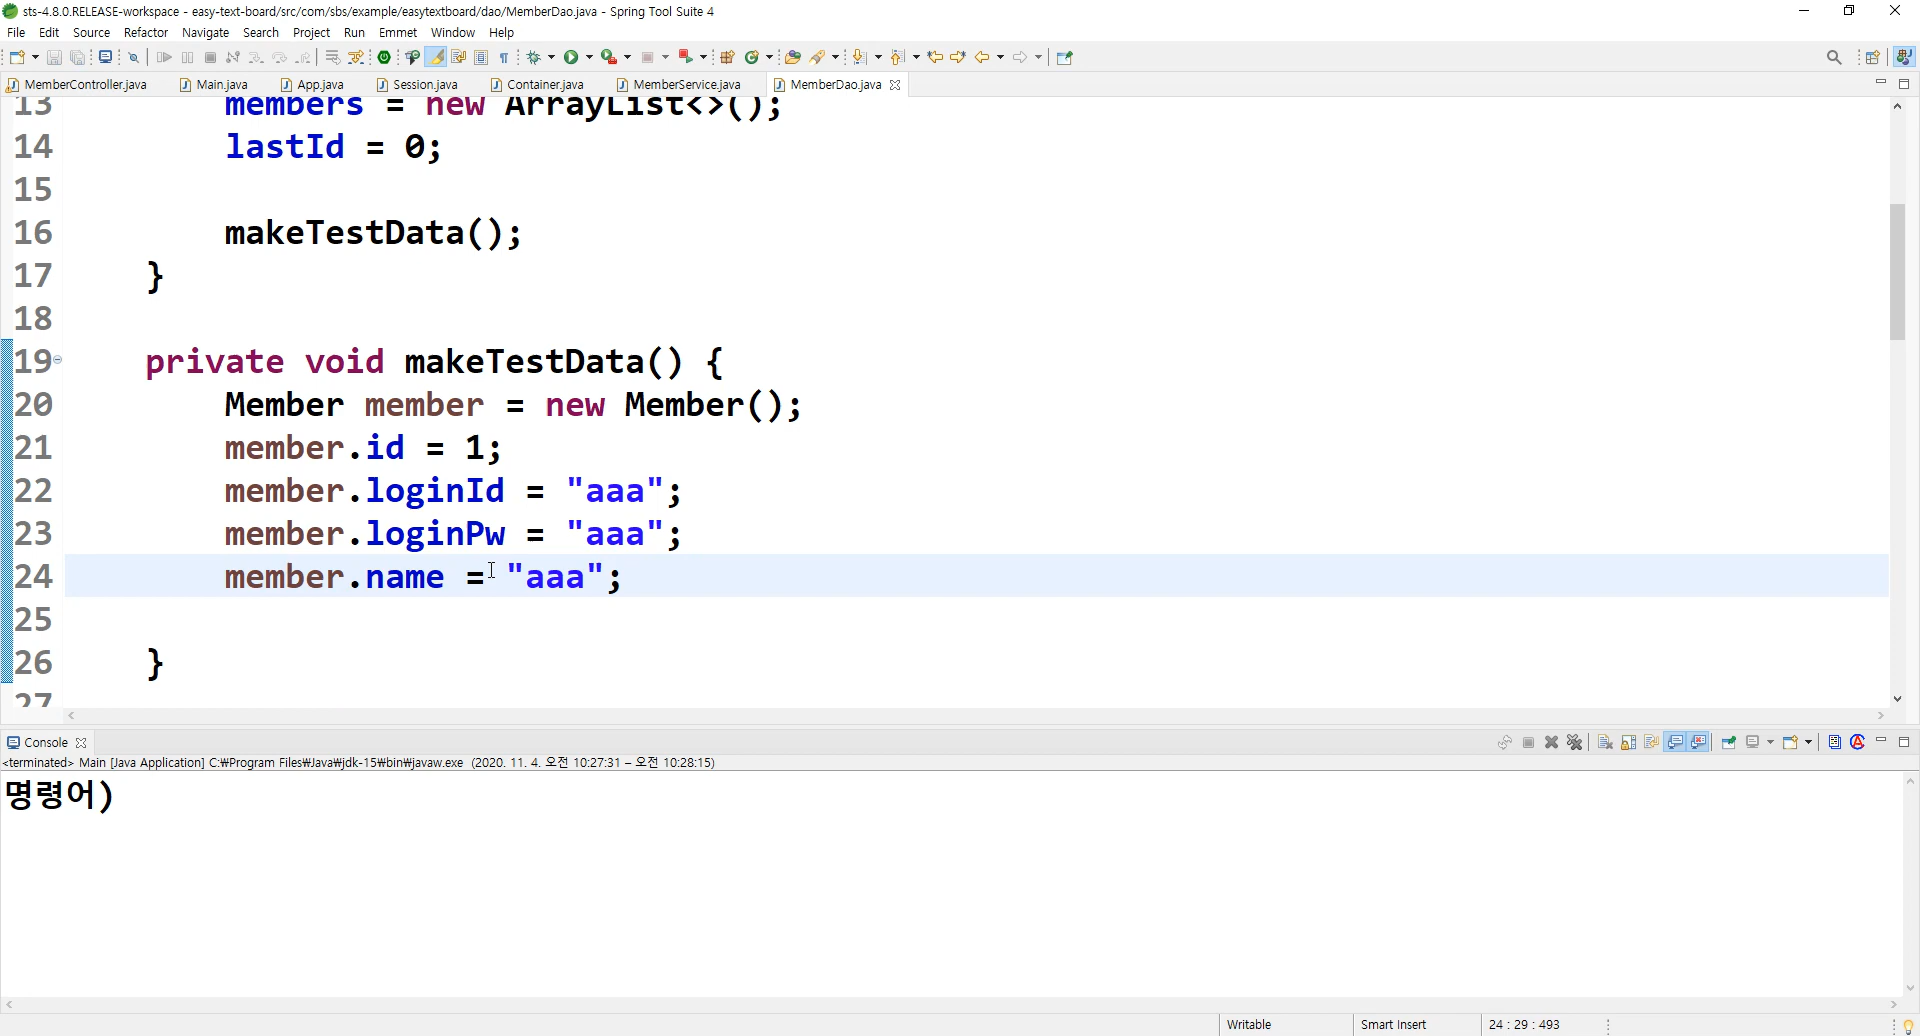 sts-4.8.0.RELEASE-workspace - easy-text-board/src/com/sbs/example/easytextboard/dao/MemberDao.java - Spring Tool Suite 4
File Edit Source Refactor Navigate Search Project Run Emmet Window Help
MemberController.java Main.java App.java Session.java Container.java MemberService.java MemberDao.java
13 members = new ArrayList<>();
14 lastId = 0;
15
16 makeTestData();
17 }
18
19 private void makeTestData() {
20 Member member = new Member();
21 member.id = 1;
22 member.loginId = "aaa";
23 member.loginPw = "aaa";
24 member.name = "aaa";
25
26 }
27
Console
<terminated> Main [Java Application] C:₩Program Files₩Java₩jdk-15₩bin₩javaw.exe (2020. 11. 4. 오전 10:27:31 – 오전 10:28:15)
명령어)
Writable Smart Insert 24 : 29 : 493